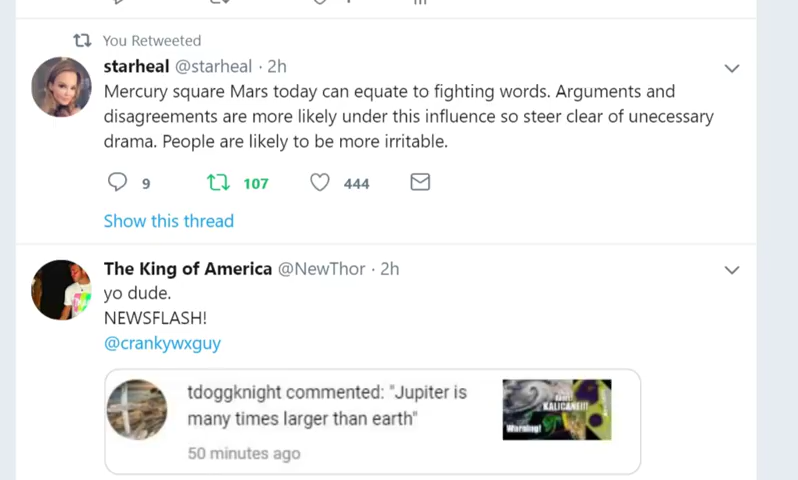 You Retweeted
starheal @starheal · 2h
Mercury square Mars today can equate to fighting words. Arguments and
disagreements are more likely under this influence so steer clear of unecessary
drama. People are likely to be more irritable.
9 107 444
Show this thread
The King of America @NewThor · 2h
yo dude.
NEWSFLASH!
@crankywxguy
tdoggknight commented: "Jupiter is
many times larger than earth"
KALICANE!!!
Warning!
50 minutes ago